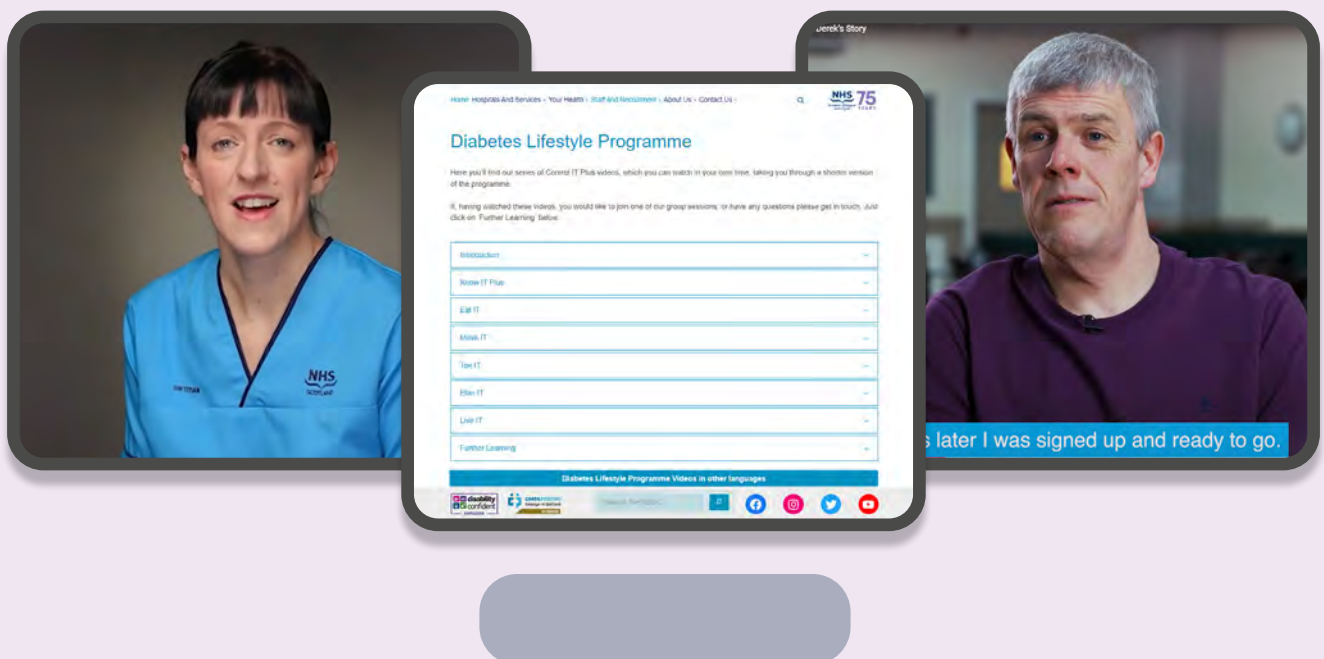 Derek's Story
Home Hospitals And Services Your Health Staff and Recruitment About Us Contact Us
NHS 75
YEARS
Diabetes Lifestyle Programme
Here you'll find our series of Control IT Plus videos, which you can watch in your own time, taking you through a shorter version
of the programme.
If, having watched these videos, you would like to join one of our group sessions, or have any questions please get in touch. Just
click on 'Further Learning' below.
Introduction
Know IT Plus
Eat IT
Move IT
Plan IT
Live IT
Further Learning
Diabetes Lifestyle Programme Videos in other languages
disability
confident
NHS
SCOTLAND
s later I was signed up and ready to go.